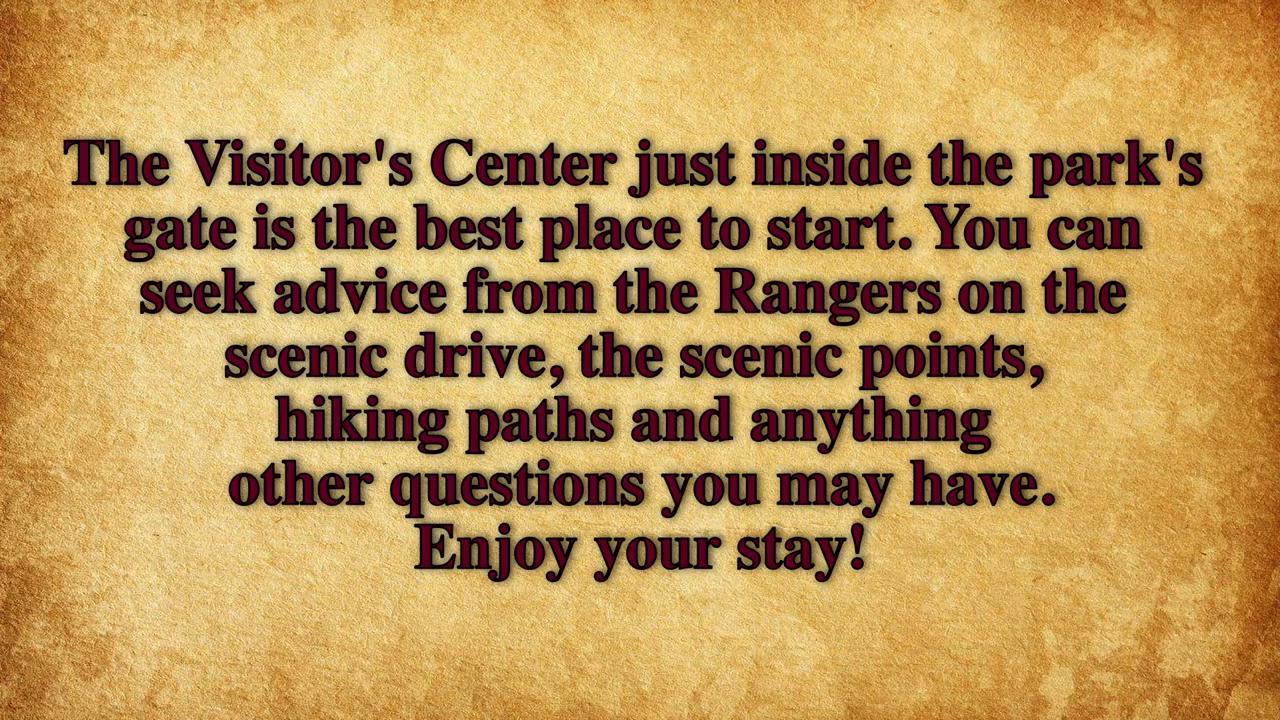 The Visitor's Center just inside the park's
gate is the best place to start. You can
seek advice from the Rangers on the
scenic drive, the scenic points,
hiking paths and anything
other questions you may have.
Enjoy your stay!